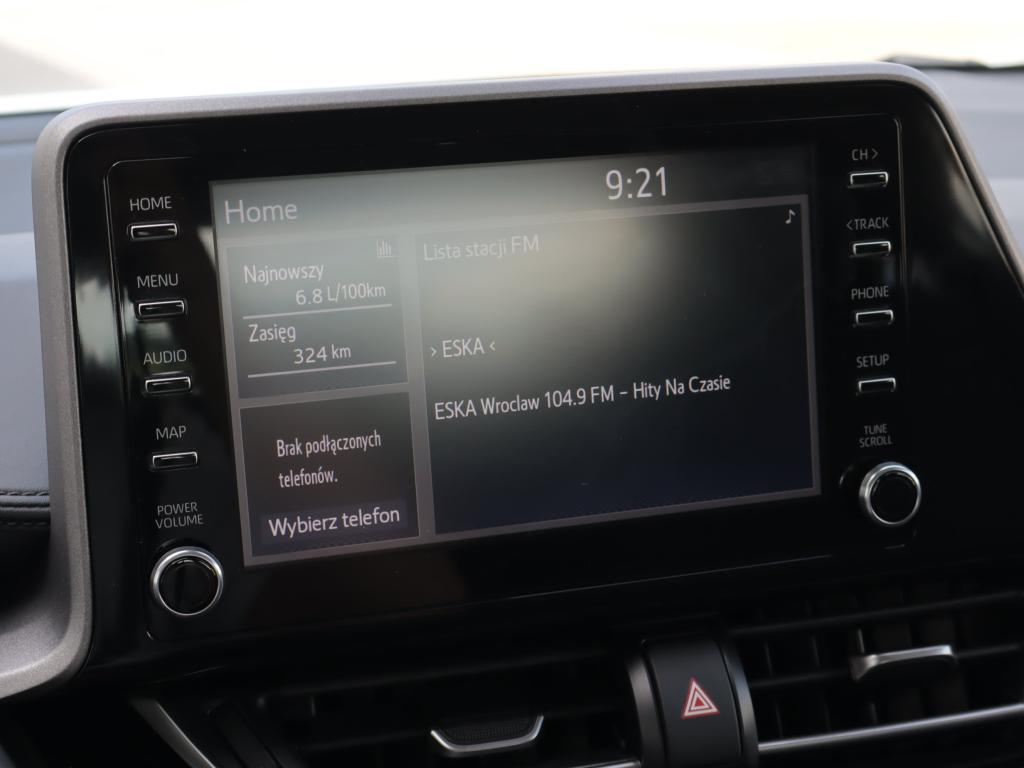 HOME
MENU
AUDIO
MAP
POWER
VOLUME
Home
9:21
Najnowszy
6.8 L/100km
Zasięg
324 km
Brak podłączonych
telefonów.
Wybierz telefon
Lista stacji FM
› ESKA ‹
ESKA Wroclaw 104.9 FM – Hity Na Czasie
CH >
<TRACK
PHONE
SETUP
TUNE
SCROLL